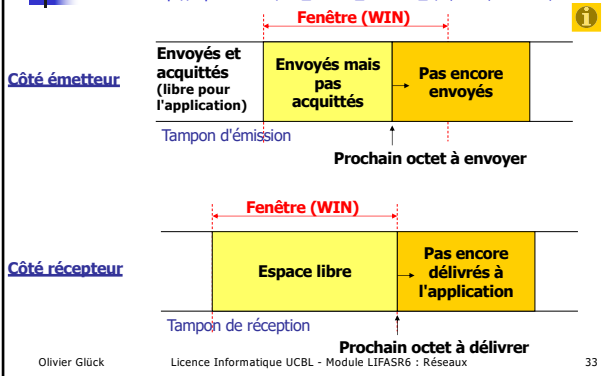 Fenêtre (WIN)
i
Côté émetteur
Envoyés et
acquittés
(libre pour
l'application)
Envoyés mais
pas
acquittés
Pas encore
envoyés
Tampon d'émission
Prochain octet à envoyer
Fenêtre (WIN)
Côté récepteur
Espace libre
Pas encore
délivrés à
l'application
Tampon de réception
Prochain octet à délivrer
Olivier Glück
Licence Informatique UCBL - Module LIFASR6 : Réseaux
33